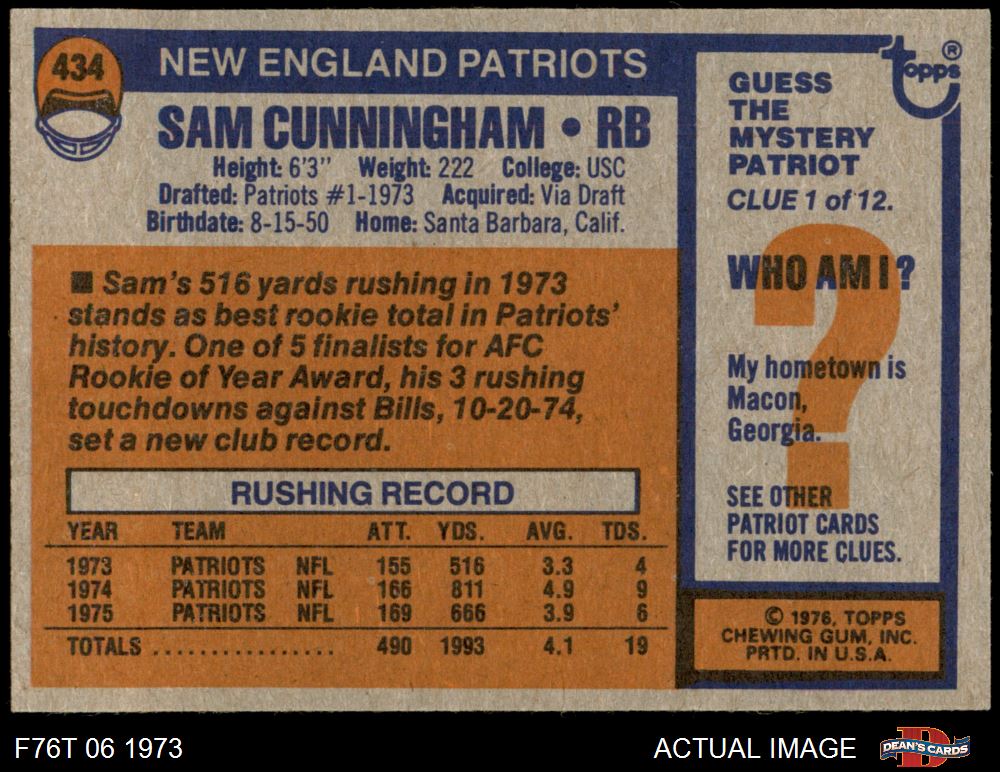 434
NEW ENGLAND PATRIOTS
SAM CUNNINGHAM • RB
Height: 6'3" Weight: 222 College: USC
Drafted: Patriots #1-1973 Acquired: Via Draft
Birthdate: 8-15-50 Home: Santa Barbara, Calif.
■ Sam's 516 yards rushing in 1973
stands as best rookie total in Patriots'
history. One of 5 finalists for AFC
Rookie of Year Award, his 3 rushing
touchdowns against Bills, 10-20-74,
set a new club record.
RUSHING RECORD
YEAR TEAM ATT. YDS. AVG. TDS.
1973 PATRIOTS NFL 155 516 3.3 4
1974 PATRIOTS NFL 166 811 4.9 9
1975 PATRIOTS NFL 169 666 3.9 6
TOTALS ................ 490 1993 4.1 19
topps ®
GUESS
THE
MYSTERY
PATRIOT
CLUE 1 of 12.
WHO AM I?
?
My hometown is
Macon,
Georgia.
SEE OTHER
PATRIOT CARDS
FOR MORE CLUES.
© 1976, TOPPS
CHEWING GUM, INC.
PRTD. IN U.S.A.
F76T 06 1973
ACTUAL IMAGE
DEAN'S CARDS